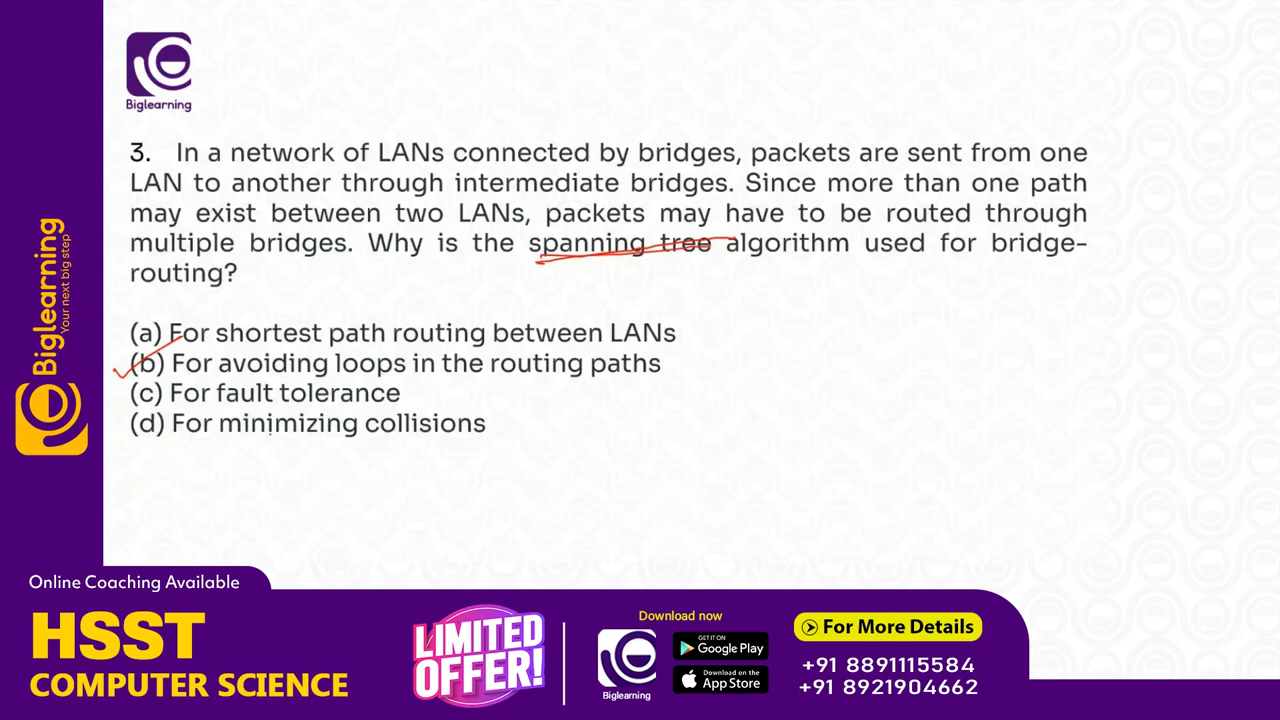 Biglearning
3. In a network of LANs connected by bridges, packets are sent from one
LAN to another through intermediate bridges. Since more than one path
may exist between two LANs, packets may have to be routed through
multiple bridges. Why is the spanning tree algorithm used for bridge-
routing?
(a) For shortest path routing between LANs
(b) For avoiding loops in the routing paths
(c) For fault tolerance
(d) For minimizing collisions
Biglearning
Your next big step
Online Coaching Available
HSST
COMPUTER SCIENCE
LIMITED
OFFER!
Download now
Biglearning
GET IT ON
Google Play
Download on the
App Store
For More Details
+91 8891115584
+91 8921904662